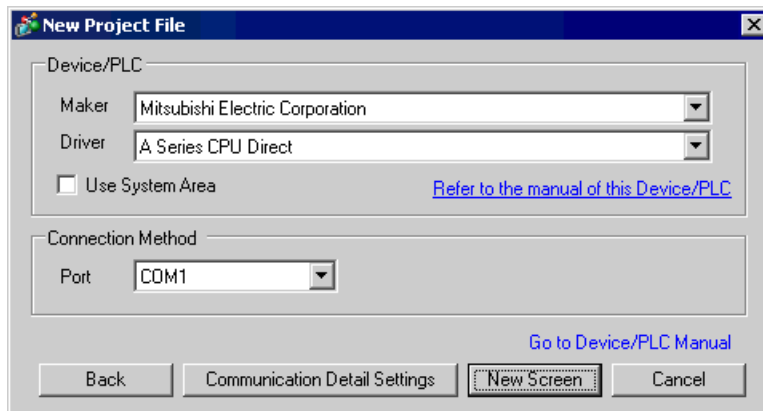 New Project File
Device/PLC
Maker Mitsubishi Electric Corporation
Driver A Series CPU Direct
Use System Area Refer to the manual of this Device/PLC
Connection Method
Port COM1
Go to Device/PLC Manual
Back Communication Detail Settings New Screen Cancel